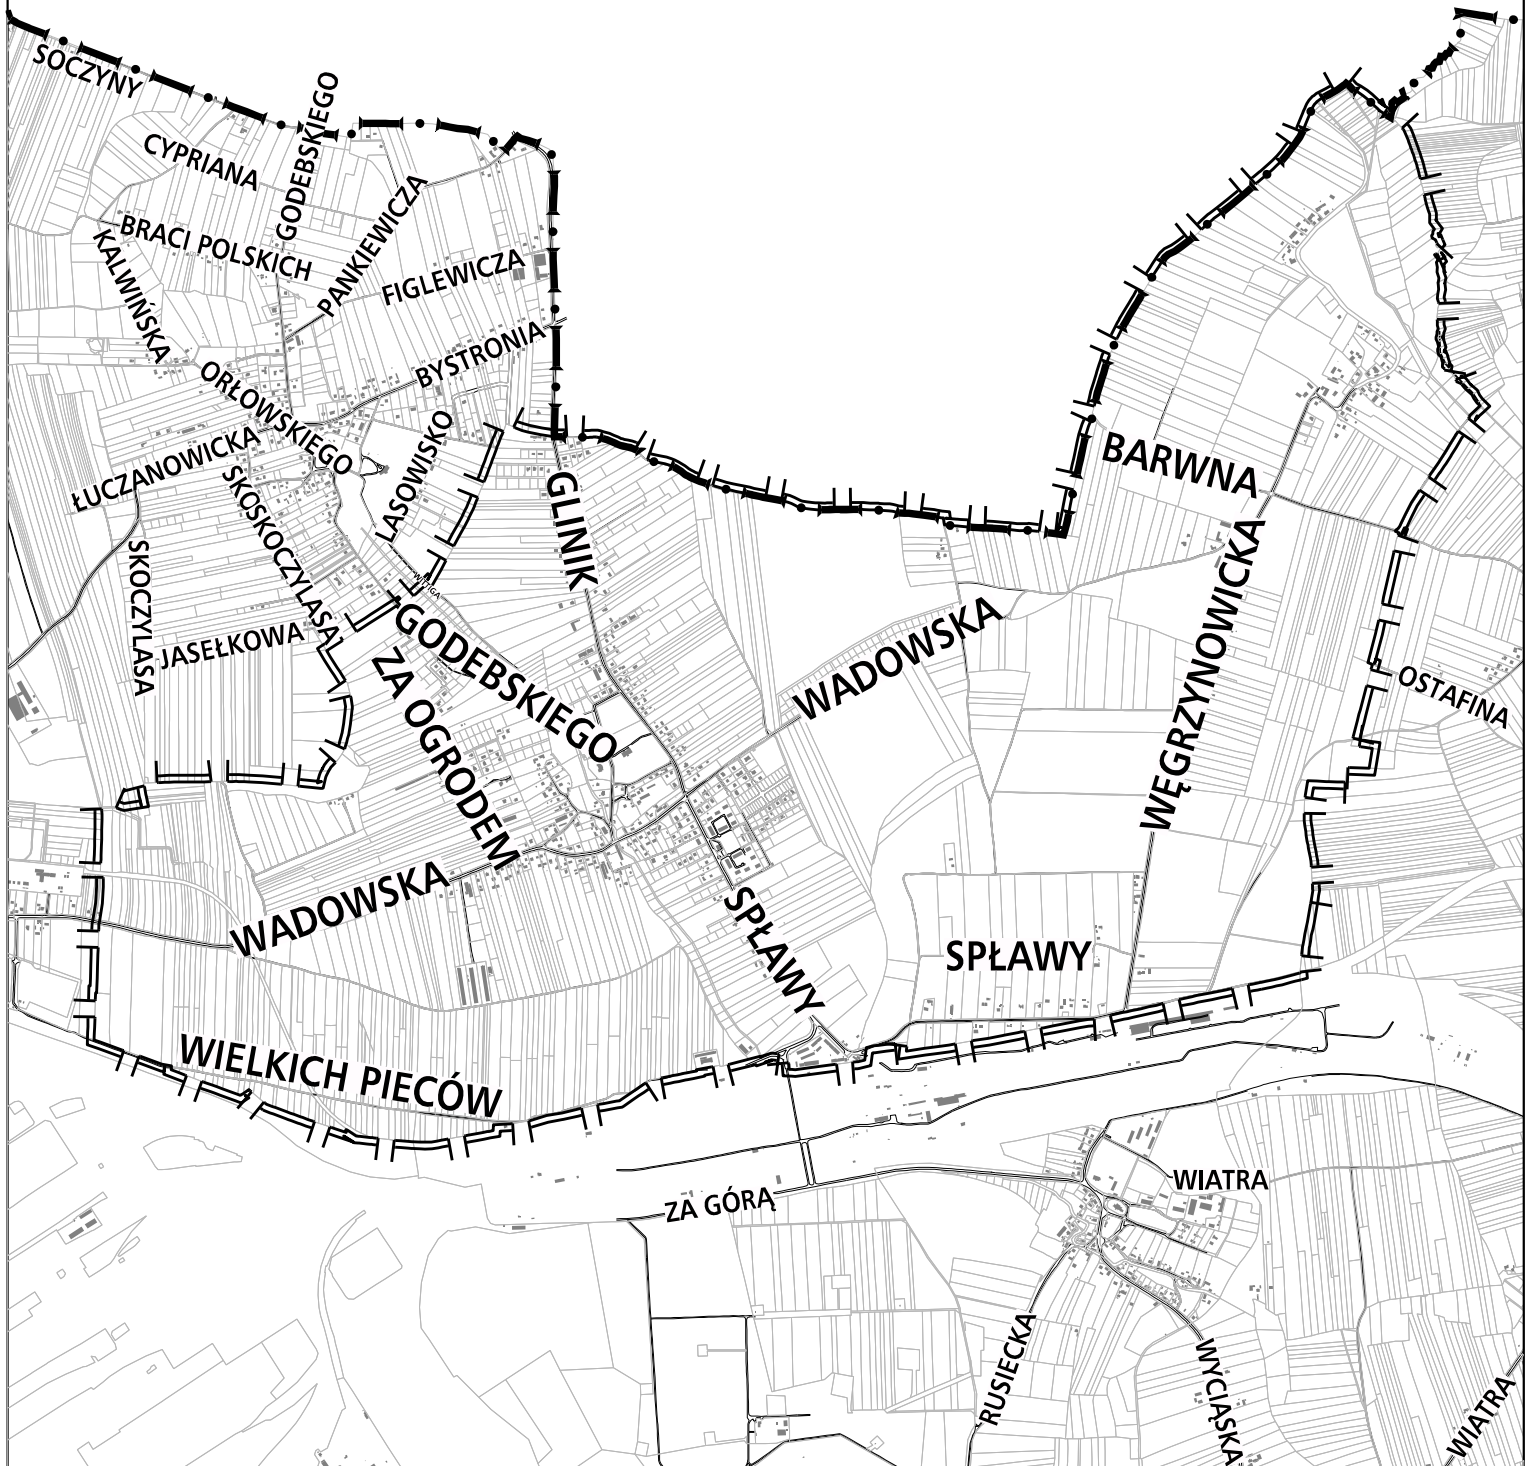 SOCZYNY
CYPRIANA
GODEBSKIEGO
BRACI POLSKICH
PANKIEWICZA
KALWIŃSKA
FIGLEWICZA
BYSTRONIA
ORŁOWSKIEGO
ŁUCZANOWICKA
LASOWISKO
SKOSKOCZYLASA
SKOCZYLASA
JASEŁKOWA
WITIGA
GLINIK
BARWNA
GODEBSKIEGO
ZA OGRODEM
WADOWSKA
WĘGRZYNOWICKA
OSTAFINA
WADOWSKA
SPŁAWY
SPŁAWY
WIELKICH PIECÓW
ZA GÓRĄ
WIATRA
RUSIECKA
WYCIĄSKA
WIATRA